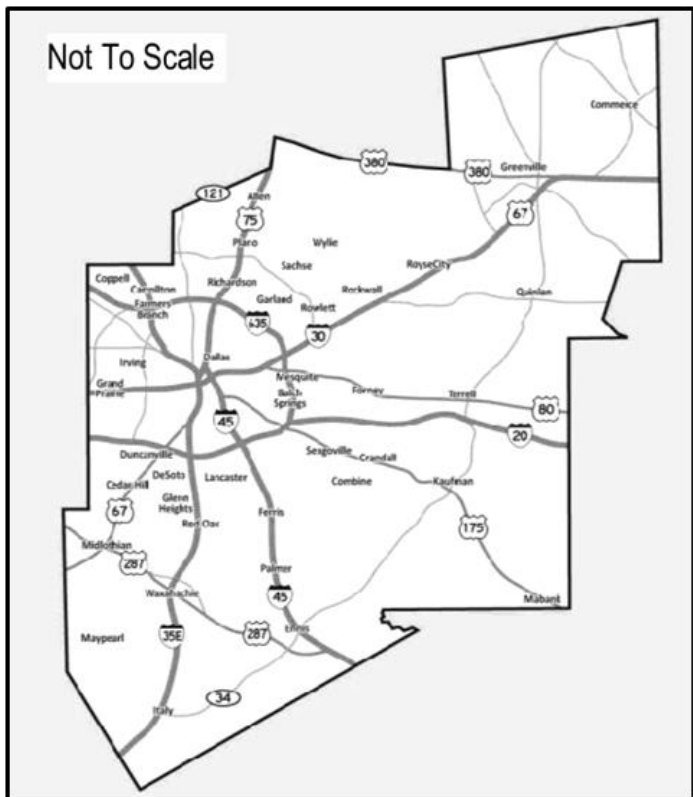 Not To Scale
Commerce
380
380
Greenville
121
Allen
67
75
Plano
Wylie
Sachse
Royse City
Coppell
Carrollton
Richardson
Garland
Rockwall
Quinlan
Farmers
Branch
Rowlett
635
30
Irving
Dallas
Mesquite
Grand
Prairie
Balch
Springs
Forney
Terrell
80
45
20
Duncanville
Seagoville
Crandall
DeSoto
Lancaster
Cedar Hill
Combine
Kaufman
Glenn
Heights
67
Ferris
Red Oak
175
Midlothian
287
Palmer
Waxahachie
45
Mabank
Maypearl
35E
287
Ennis
34
Italy